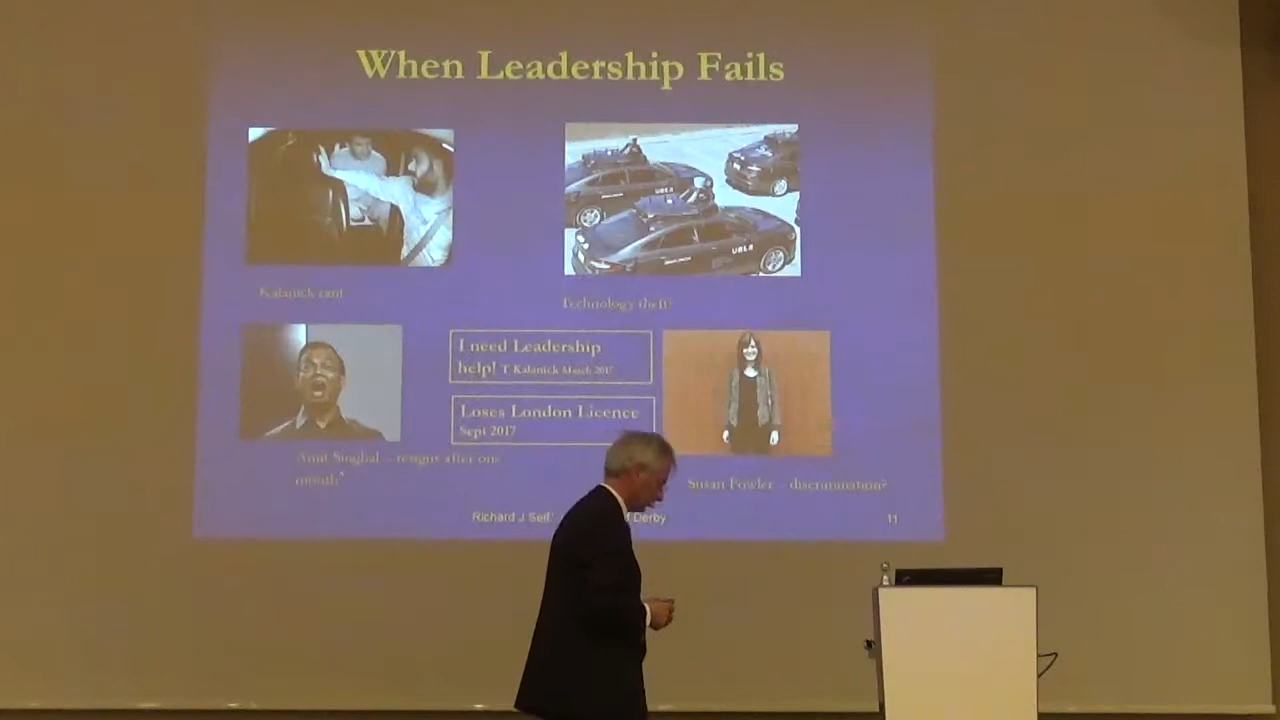 When Leadership Fails
UBER
UBER
Kalanick rant
Technology theft?
I need Leadership
help! T Kalanick March 2017
Loses London Licence
Sept 2017
Amit Singhal – resigns after one
month"
Susan Fowler – discrimination?
Richard J Self
f Derby
11